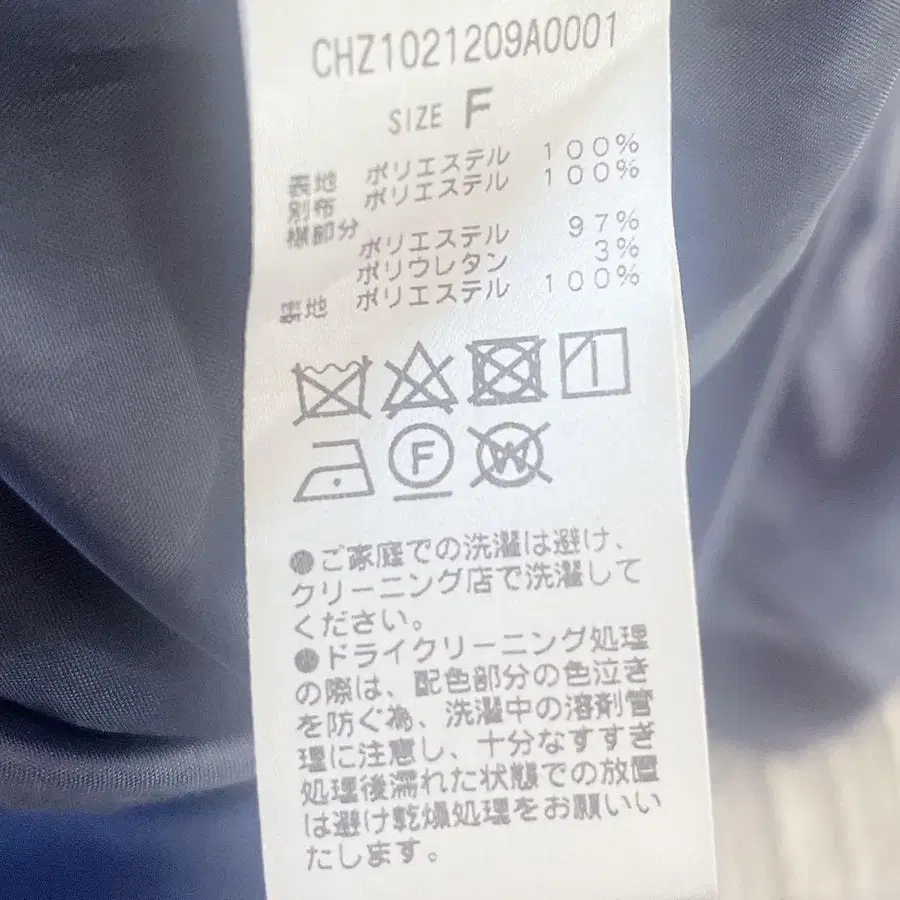 CHZ1021209A0001
SIZE F
表地 ポリエステル 100%
別布 ポリエステル 100%
襟部分
ポリエステル 97%
ポリウレタン 3%
裏地 ポリエステル 100%
F
W
●ご家庭での洗濯は避け、
クリーニング店で洗濯して
ください。
●ドライクリーニング処理
の際は、配色部分の色泣き
を防ぐ為、洗濯中の溶剤管
理に注意し、十分なすすぎ
処理後濡れた状態での放置
は避け乾燥処理をお願いい
たします。